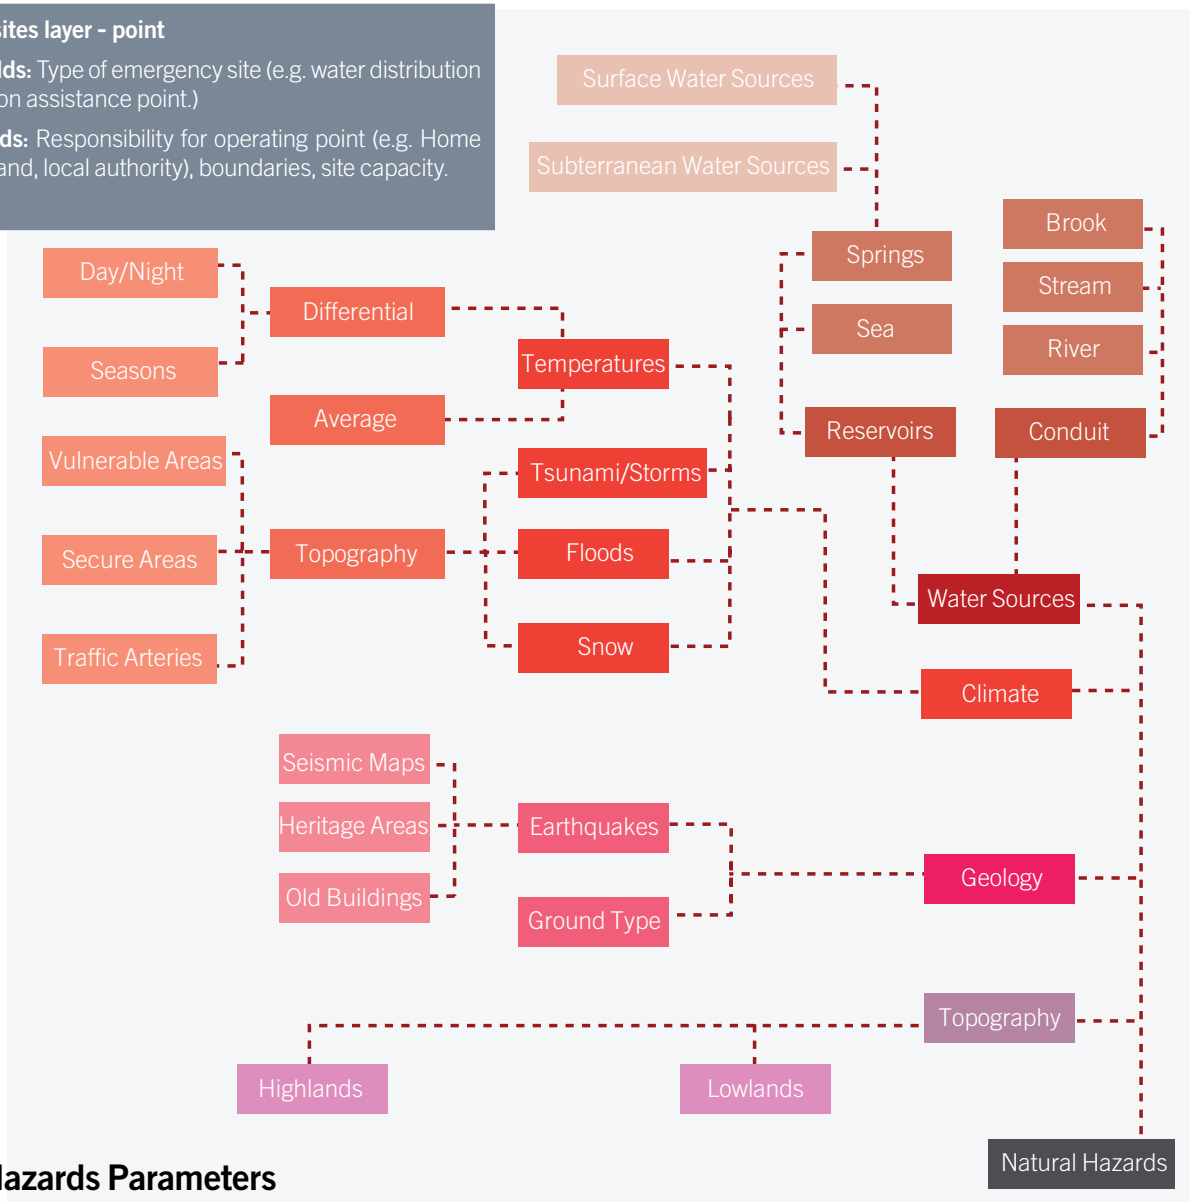 sites layer - point
lds: Type of emergency site (e.g. water distribution
on assistance point.)
ds: Responsibility for operating point (e.g. Home
and, local authority), boundaries, site capacity.
Surface Water Sources
Subterranean Water Sources
Brook
Springs
Day/Night
Stream
Differential
Sea
River
Temperatures
Seasons
Average
Reservoirs
Conduit
Vulnerable Areas
Tsunami/Storms
Secure Areas
Topography
Floods
Water Sources
Snow
Traffic Arteries
Climate
Seismic Maps
Heritage Areas
Earthquakes
Geology
Old Buildings
Ground Type
Topography
Highlands
Lowlands
Natural Hazards
Hazards Parameters